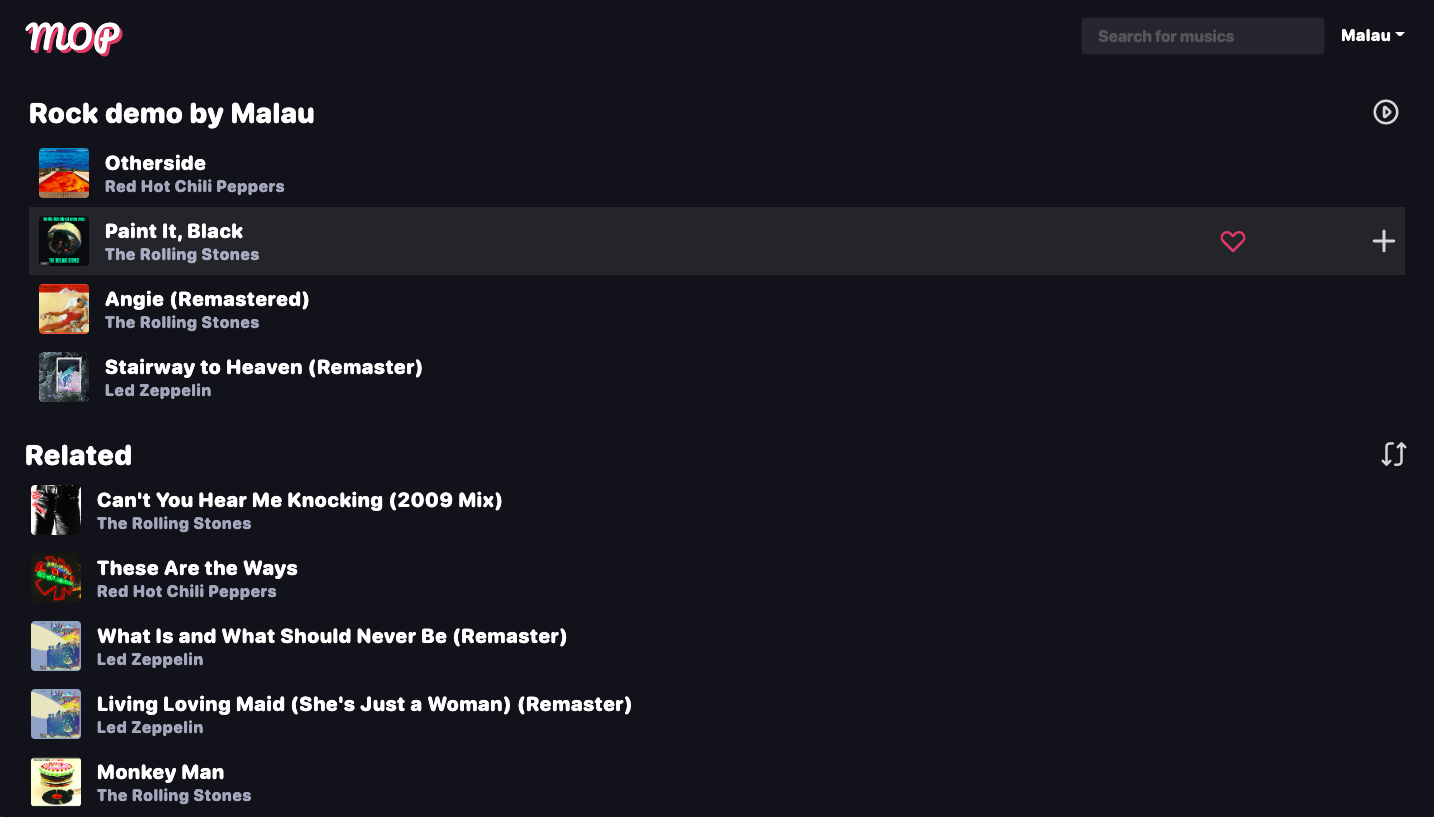 MOP
Search for musics
Malau
Rock demo by Malau
Otherside
Red Hot Chili Peppers
Paint It, Black
The Rolling Stones
Angie (Remastered)
The Rolling Stones
Stairway to Heaven (Remaster)
Led Zeppelin
Related
Can't You Hear Me Knocking (2009 Mix)
The Rolling Stones
These Are the Ways
Red Hot Chili Peppers
What Is and What Should Never Be (Remaster)
Led Zeppelin
Living Loving Maid (She's Just a Woman) (Remaster)
Led Zeppelin
Monkey Man
The Rolling Stones